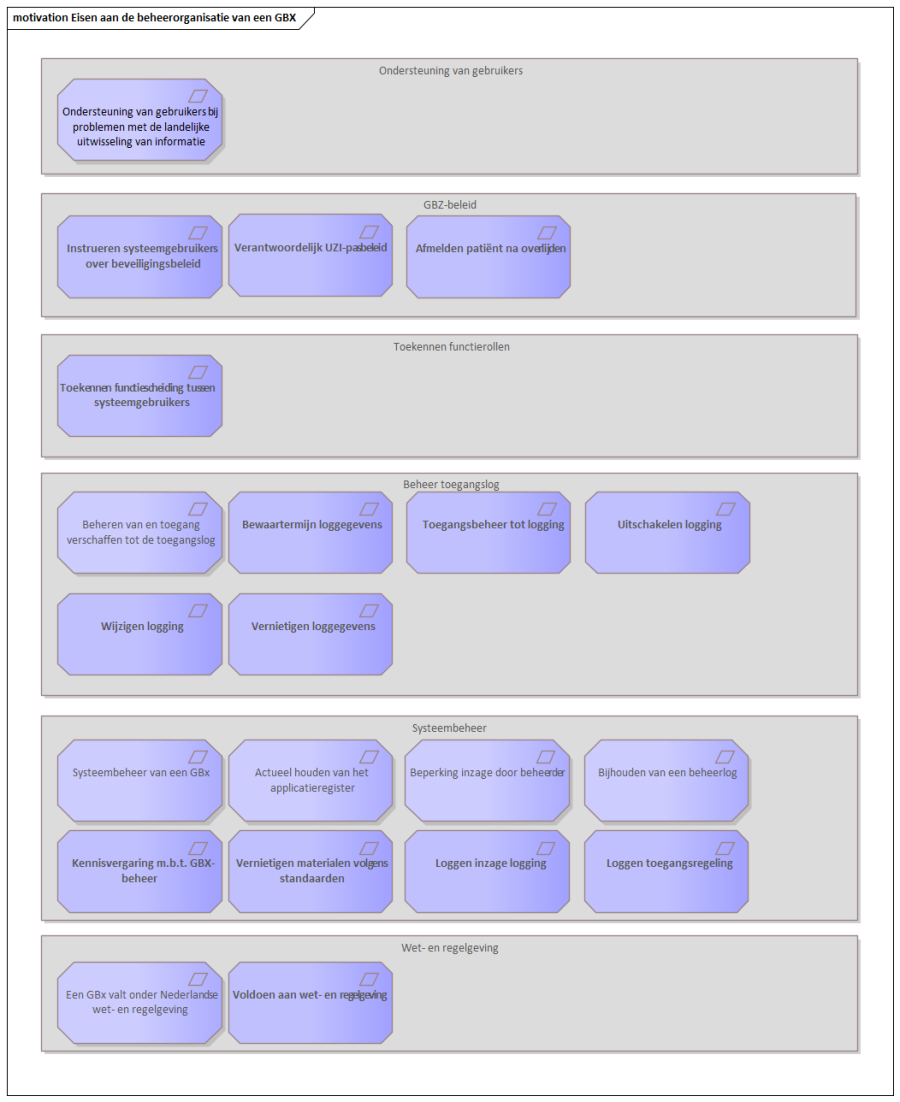 motivation Eisen aan de beheerorganisatie van een GBX
Ondersteuning van gebruikers
Ondersteuning van gebruikers bij
problemen met de landelijke
uitwisseling van informatie
GBZ-beleid
Instrueren systeemgebruikers
over beveiligingsbeleid
Verantwoordelijk UZI-pasbeleid
Afmelden patiënt na overlijden
Toekennen functierollen
Toekennen functiescheiding tussen
systeemgebruikers
Beheer toegangslog
Beheren van en toegang
verschaffen tot de toegangslog
Bewaartermijn loggegevens
Toegangsbeheer tot logging
Uitschakelen logging
Wijzigen logging
Vernietigen loggegevens
Systeembeheer
Systeembeheer van een GBx
Actueel houden van het
applicatieregister
Beperking inzage door beheerder
Bijhouden van een beheerlog
Kennisvergaring m.b.t. GBX-
beheer
Vernietigen materialen volgens
standaarden
Loggen inzage logging
Loggen toegangsregeling
Wet- en regelgeving
Een GBx valt onder Nederlandse
wet- en regelgeving
Voldoen aan wet- en regelgeving